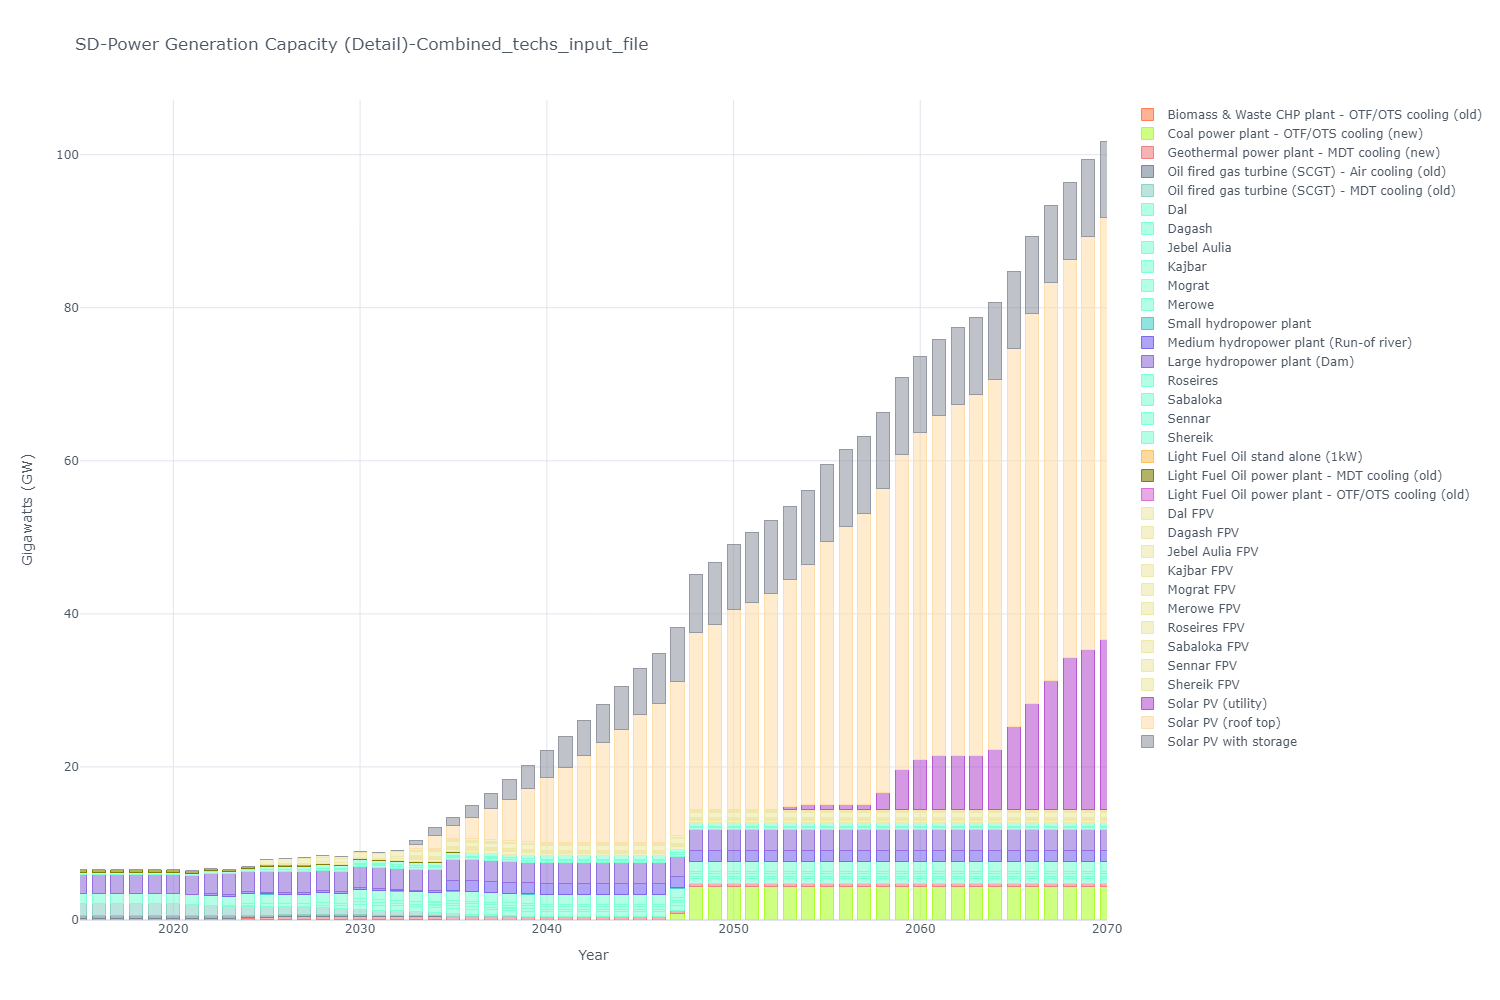 SD-Power Generation Capacity (Detail)-Combined_techs_input_file
100
80
60
40
20
0
Gigawatts (GW)
2020
2030
2040
2050
2060
2070
Year
Biomass & Waste CHP plant - OTF/OTS cooling (old)
Coal power plant - OTF/OTS cooling (new)
Geothermal power plant - MDT cooling (new)
Oil fired gas turbine (SCGT) - Air cooling (old)
Oil fired gas turbine (SCGT) - MDT cooling (old)
Dal
Dagash
Jebel Aulia
Kajbar
Mograt
Merowe
Small hydropower plant
Medium hydropower plant (Run-of river)
Large hydropower plant (Dam)
Roseires
Sabaloka
Sennar
Shereik
Light Fuel Oil stand alone (1kW)
Light Fuel Oil power plant - MDT cooling (old)
Light Fuel Oil power plant - OTF/OTS cooling (old)
Dal FPV
Dagash FPV
Jebel Aulia FPV
Kajbar FPV
Mograt FPV
Merowe FPV
Roseires FPV
Sabaloka FPV
Sennar FPV
Shereik FPV
Solar PV (utility)
Solar PV (roof top)
Solar PV with storage